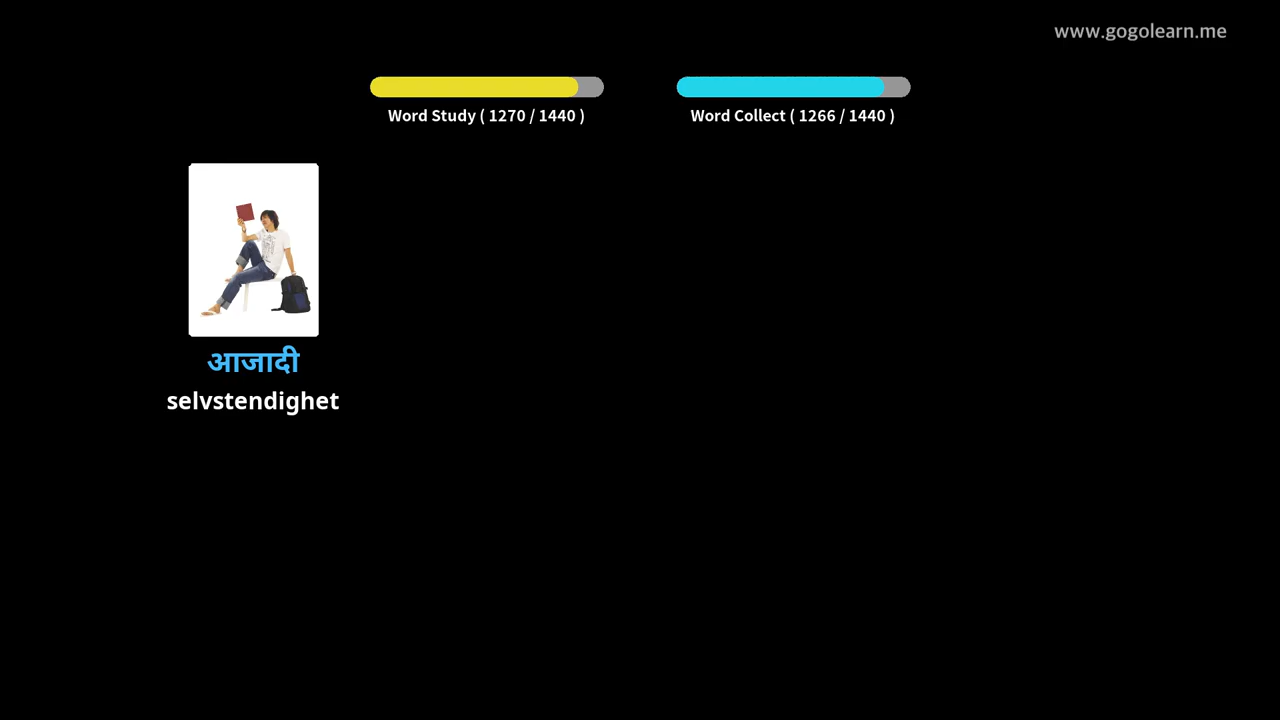 www.gogolearn.me
Word Study ( 1270 / 1440 )
Word Collect ( 1266 / 1440 )
आजादी
selvstendighet